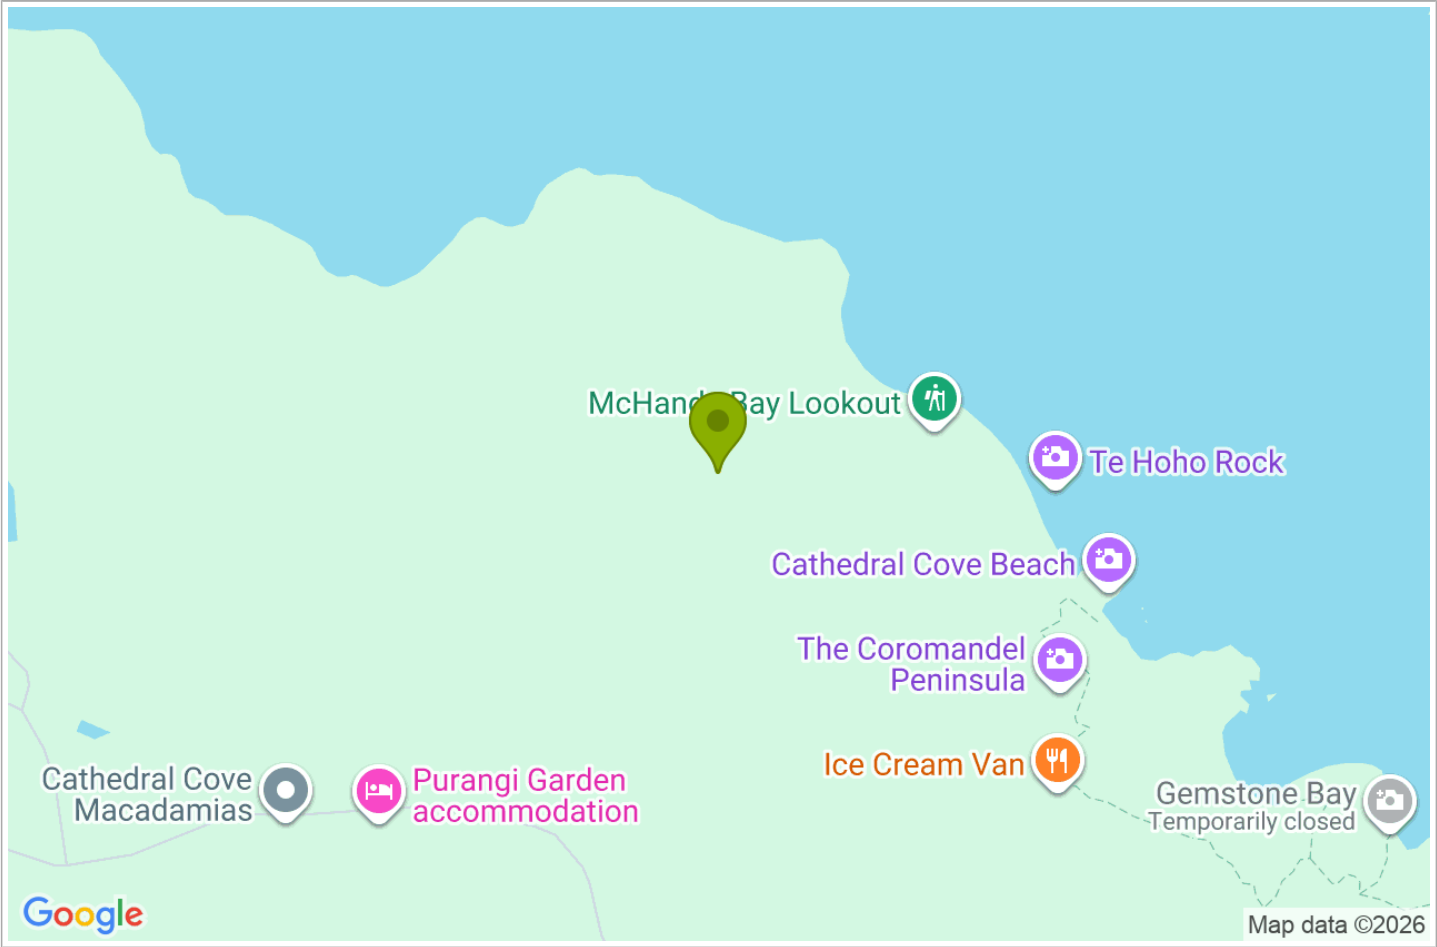 McHand Bay Lookout
Te Hoho Rock
Cathedral Cove Beach
The Coromandel
Peninsula
Ice Cream Van
Cathedral Cove
Macadamias
Purangi Garden
accommodation
Gemstone Bay
Temporarily closed
Google
Map data ©2026